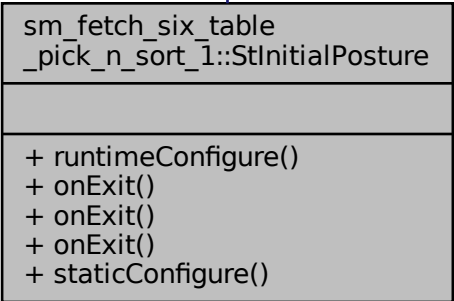 sm_fetch_six_table
_pick_n_sort_1::StInitialPosture
+ runtimeConfigure()
+ onExit()
+ onExit()
+ onExit()
+ staticConfigure()